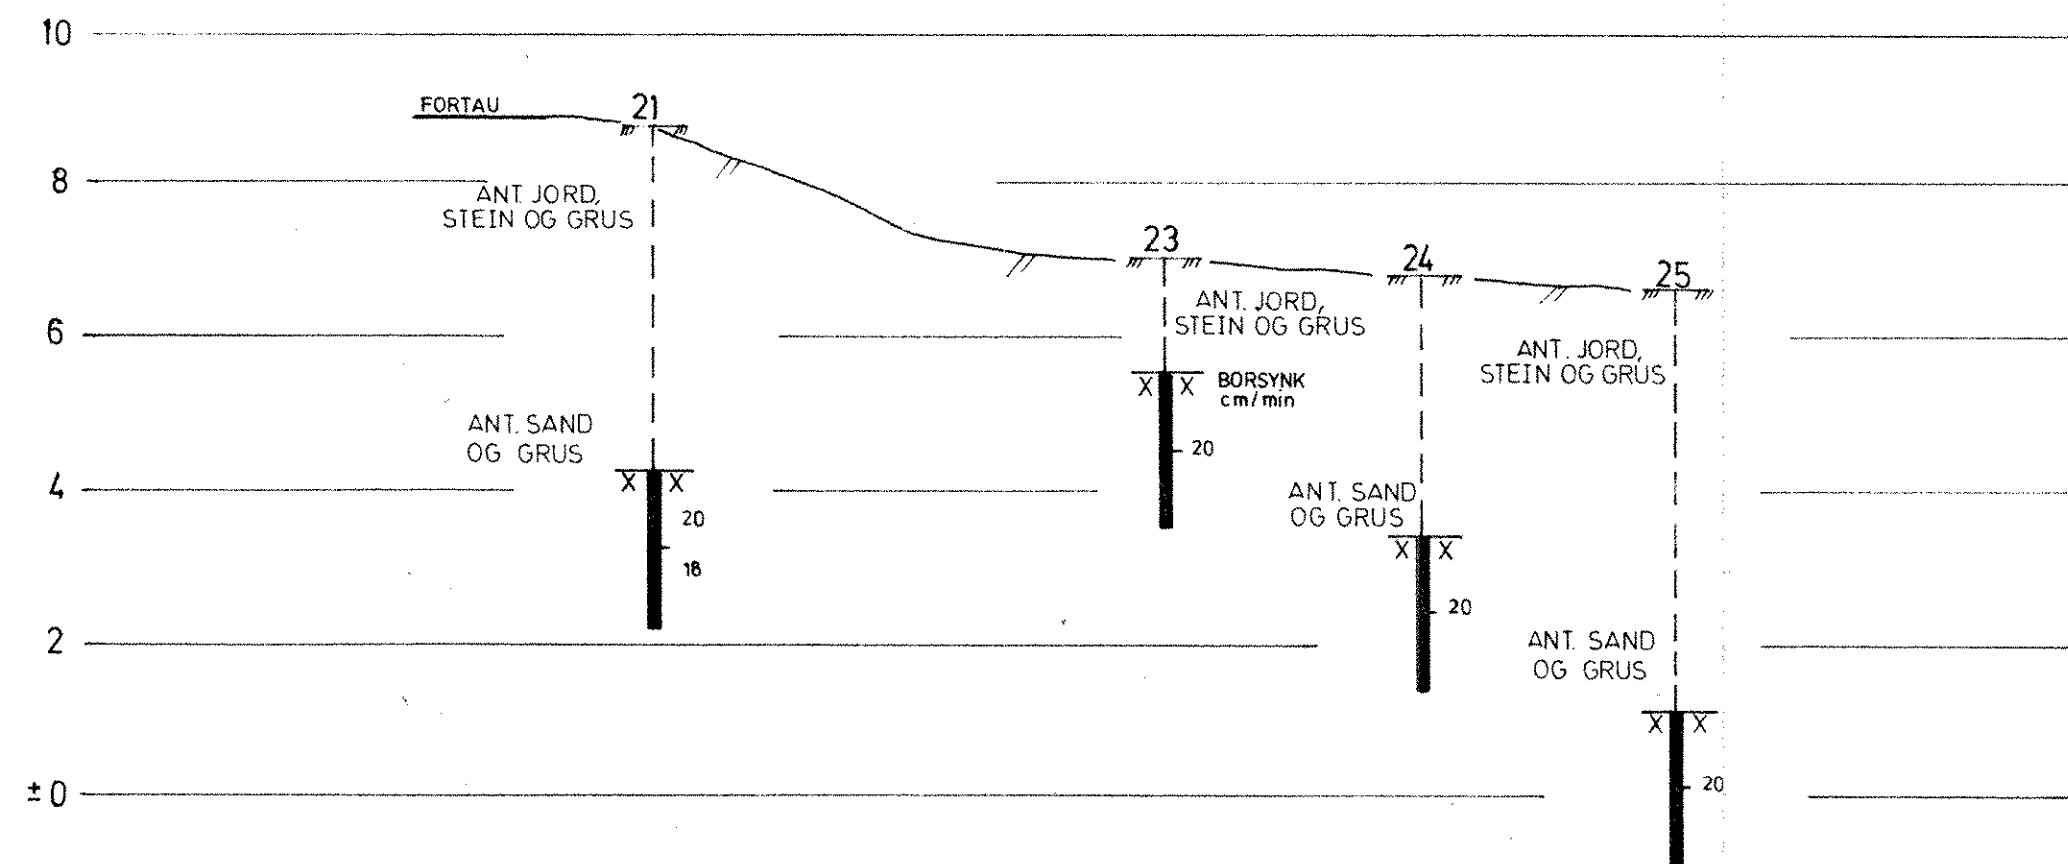 10
FORTAU
21
8
ANT. JORD,
STEIN OG GRUS
23
24
25
ANT. JORD,
STEIN OG GRUS
6
ANT. JORD,
STEIN OG GRUS
X X
BORSYNK
cm/min
ANT. SAND
OG GRUS
20
4
X X
20
18
ANT. SAND
OG GRUS
X X
20
2
ANT. SAND
OG GRUS
X X
20
± 0